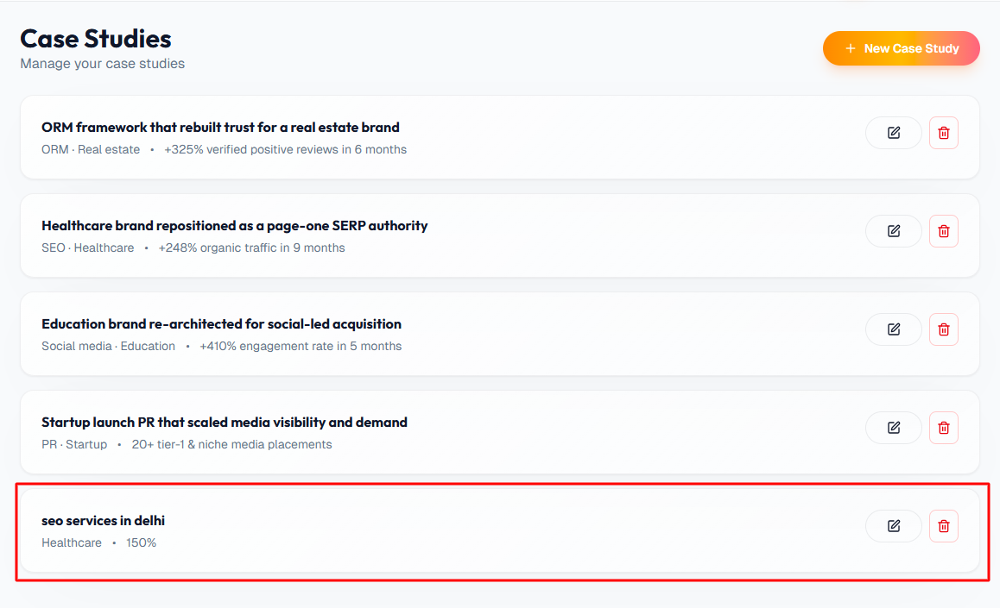 Case Studies
Manage your case studies
+ New Case Study
ORM framework that rebuilt trust for a real estate brand
ORM · Real estate • +325% verified positive reviews in 6 months
Healthcare brand repositioned as a page-one SERP authority
SEO · Healthcare • +248% organic traffic in 9 months
Education brand re-architected for social-led acquisition
Social media · Education • +410% engagement rate in 5 months
Startup launch PR that scaled media visibility and demand
PR · Startup • 20+ tier-1 & niche media placements
seo services in delhi
Healthcare • 150%